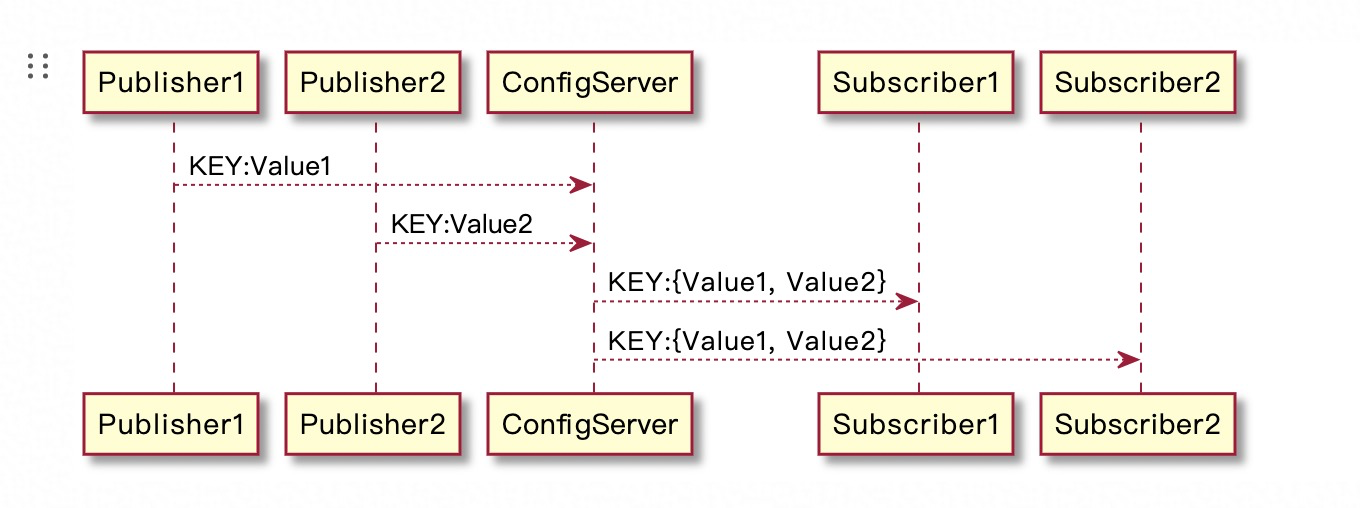 Publisher1 Publisher2 ConfigServer Subscriber1 Subscriber2
KEY:Value1
KEY:Value2
KEY:{Value1, Value2}
KEY:{Value1, Value2}
Publisher1 Publisher2 ConfigServer Subscriber1 Subscriber2